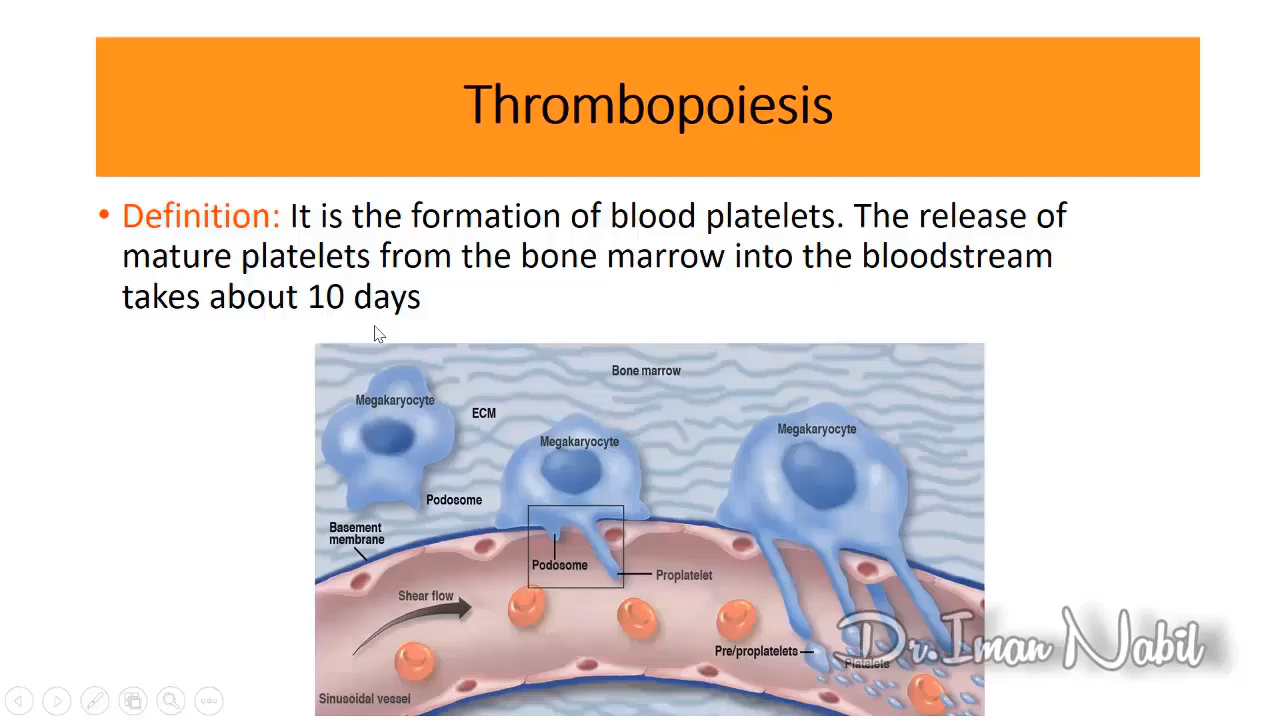 Thrombopoiesis
• Definition: It is the formation of blood platelets. The release of
mature platelets from the bone marrow into the bloodstream
takes about 10 days
Bone marrow
Megakaryocyte
ECM
Megakaryocyte
Megakaryocyte
Podosome
Basement
membrane
Podosome
Proplatelet
Shear flow
Pre/proplatelets
Platelets
Sinusoidal vessel
Dr.Iman Nabil